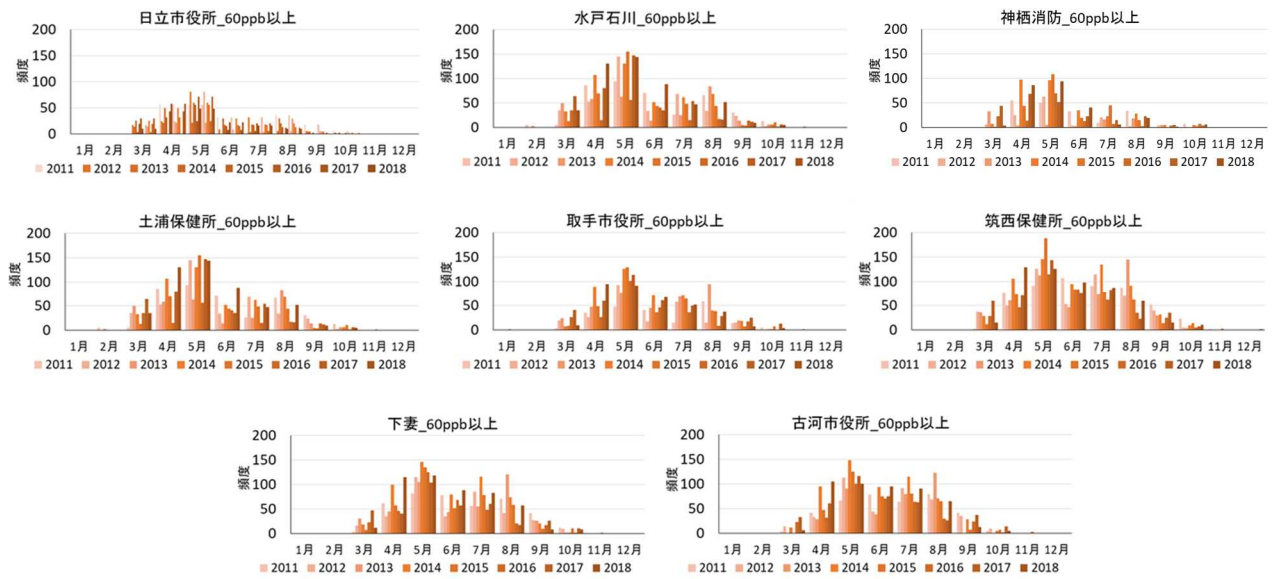 日立市役所_60ppb以上
頻度
200
150
100
50
0
1月 2月 3月 4月 5月 6月 7月 8月 9月 10月 11月 12月
2011 2012 2013 2014 2015 2016 2017 2018
水戸石川_60ppb以上
頻度
200
150
100
50
0
1月 2月 3月 4月 5月 6月 7月 8月 9月 10月 11月 12月
2011 2012 2013 2014 2015 2016 2017 2018
神栖消防_60ppb以上
頻度
200
150
100
50
0
1月 2月 3月 4月 5月 6月 7月 8月 9月 10月 11月 12月
2011 2012 2013 2014 2015 2016 2017 2018
土浦保健所_60ppb以上
頻度
200
150
100
50
0
1月 2月 3月 4月 5月 6月 7月 8月 9月 10月 11月 12月
2011 2012 2013 2014 2015 2016 2017 2018
取手市役所_60ppb以上
頻度
200
150
100
50
0
1月 2月 3月 4月 5月 6月 7月 8月 9月 10月 11月 12月
2011 2012 2013 2014 2015 2016 2017 2018
筑西保健所_60ppb以上
頻度
200
150
100
50
0
1月 2月 3月 4月 5月 6月 7月 8月 9月 10月 11月 12月
2011 2012 2013 2014 2015 2016 2017 2018
下妻_60ppb以上
頻度
200
150
100
50
0
1月 2月 3月 4月 5月 6月 7月 8月 9月 10月 11月 12月
2011 2012 2013 2014 2015 2016 2017 2018
古河市役所_60ppb以上
頻度
200
150
100
50
0
1月 2月 3月 4月 5月 6月 7月 8月 9月 10月 11月 12月
2011 2012 2013 2014 2015 2016 2017 2018